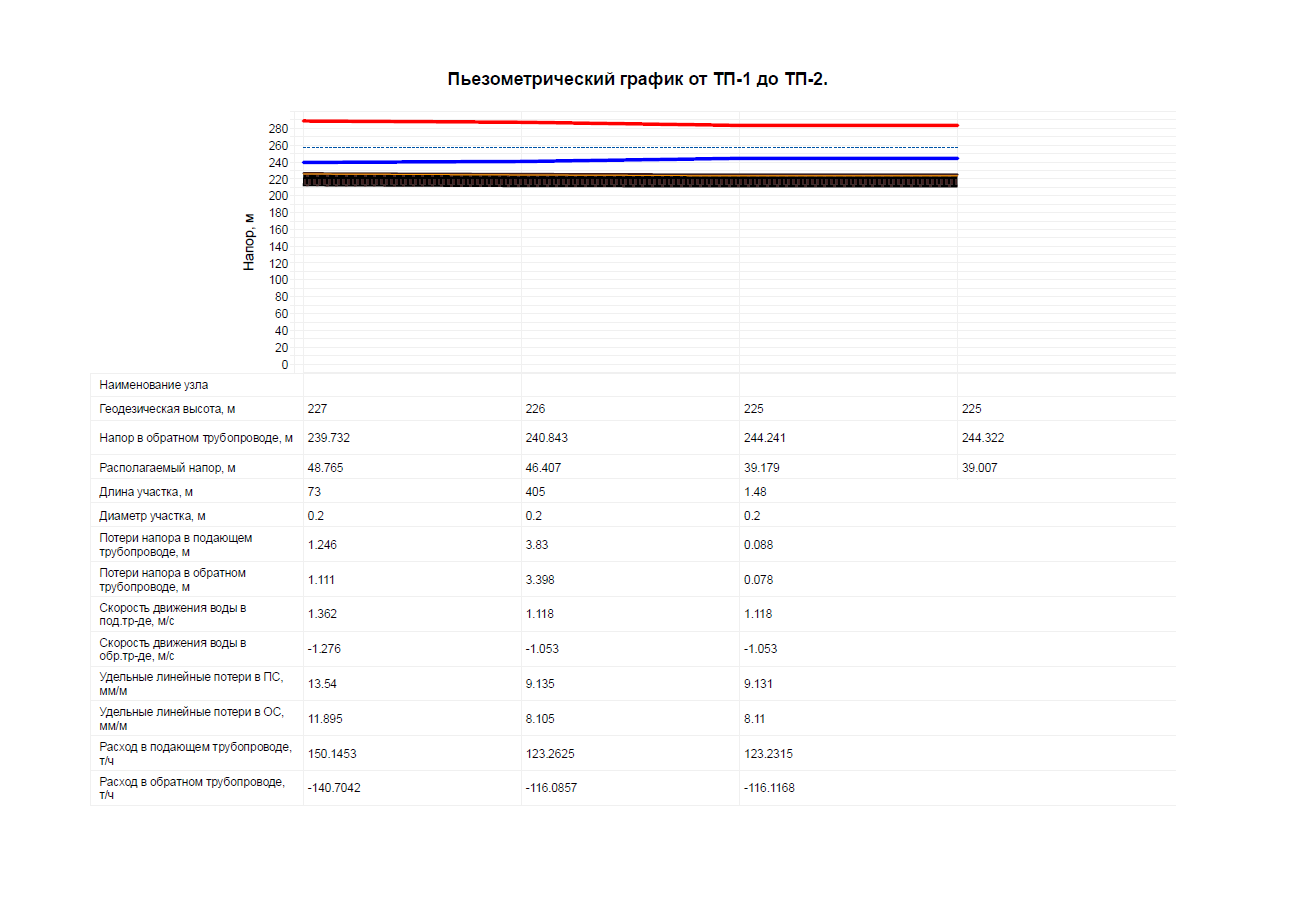 Пьезометрический график от ТП-1 до ТП-2.
280
260
240
220
200
180
160
140
120
100
80
60
40
20
0
Напор, м
Наименование узла
Геодезическая высота, м 227 226 225 225
Напор в обратном трубопроводе, м 239.732 240.843 244.241 244.322
Располагаемый напор, м 48.765 46.407 39.179 39.007
Длина участка, м 73 405 1.48
Диаметр участка, м 0.2 0.2 0.2
Потери напора в подающем
трубопроводе, м 1.246 3.83 0.088
Потери напора в обратном
трубопроводе, м 1.111 3.398 0.078
Скорость движения воды в
под.тр-де, м/с 1.362 1.118 1.118
Скорость движения воды в
обр.тр-де, м/с -1.276 -1.053 -1.053
Удельные линейные потери в ПС,
мм/м 13.54 9.135 9.131
Удельные линейные потери в ОС,
мм/м 11.895 8.105 8.11
Расход в подающем трубопроводе,
т/ч 150.1453 123.2625 123.2315
Расход в обратном трубопроводе,
т/ч -140.7042 -116.0857 -116.1168